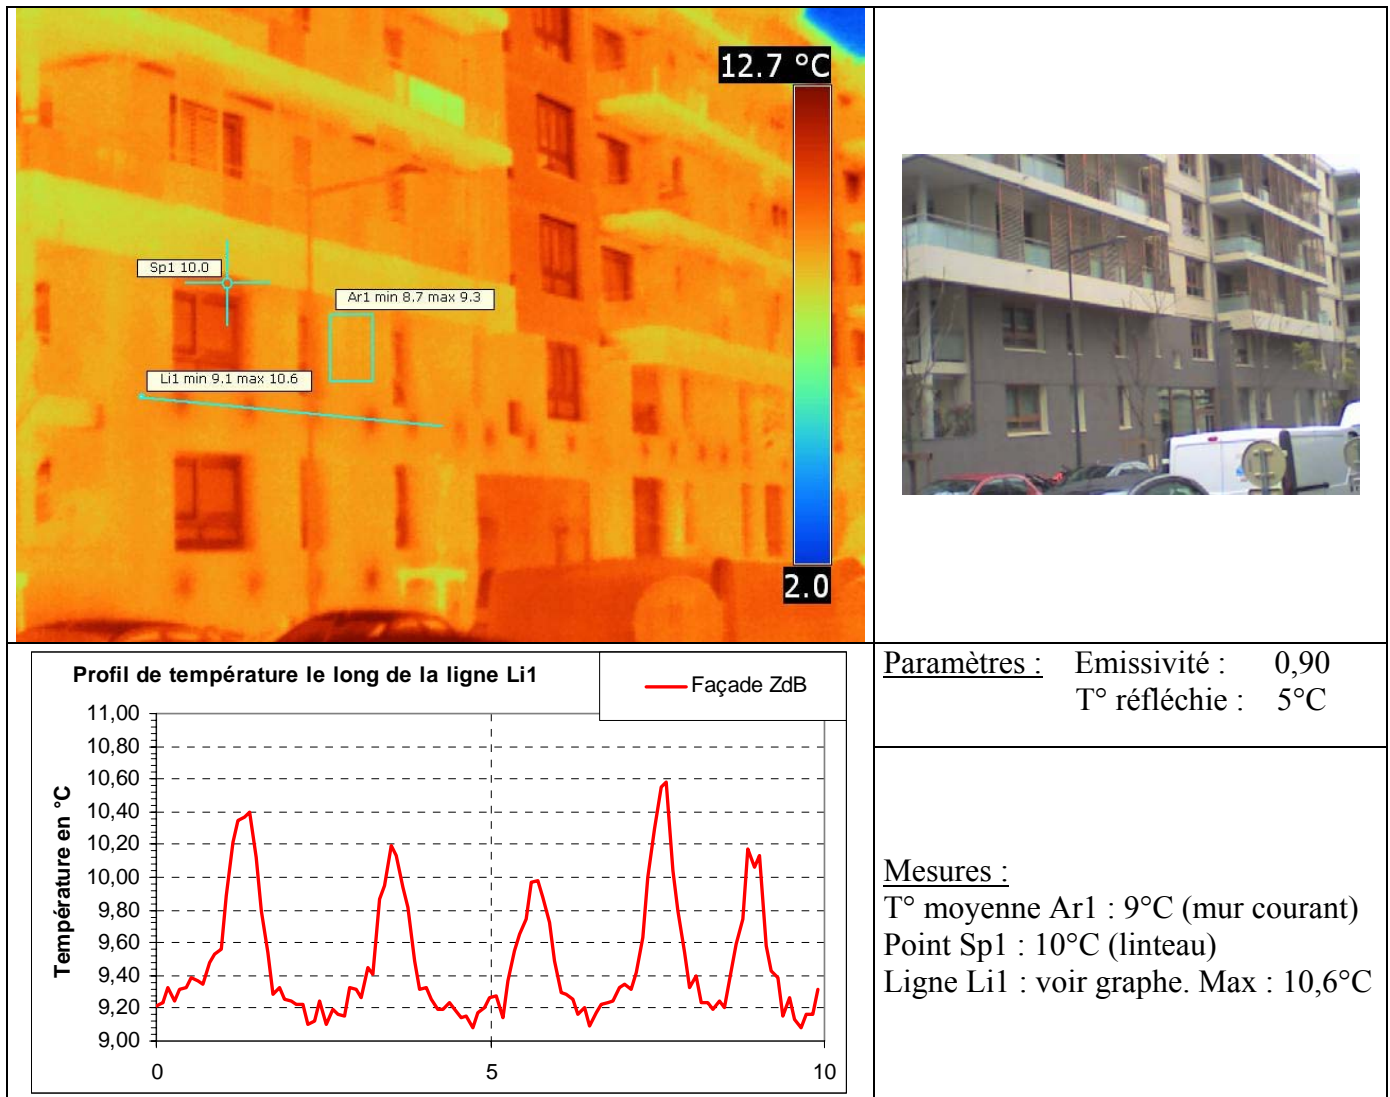 12.7 °C
Sp1 10.0
Ar1 min 8.7 max 9.3
Li1 min 9.1 max 10.6
2.0
Profil de température le long de la ligne Li1
Façade ZdB
11,00
10,80
10,60
10,40
10,20
10,00
9,80
9,60
9,40
9,20
9,00
Température en °C
0 5 10
Paramètres : Emissivité : 0,90
T° réfléchie : 5°C
Mesures :
T° moyenne Ar1 : 9°C (mur courant)
Point Sp1 : 10°C (linteau)
Ligne Li1 : voir graphe. Max : 10,6°C